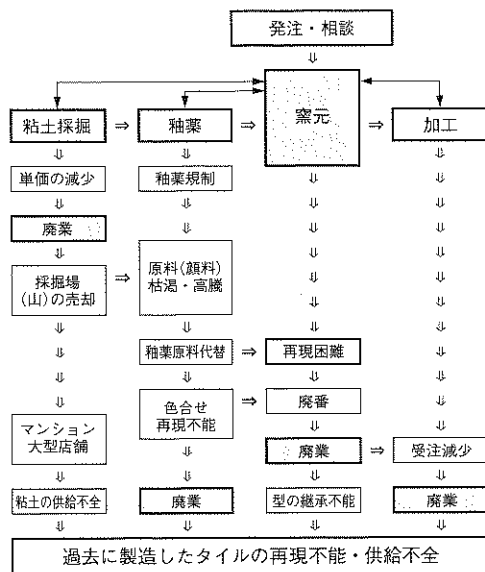 発注・相談
⇓
粘土採掘 ⇒ 釉薬 ⇒ 窯元 ⇒ 加工
⇓ ⇓ ⇓ ⇓
単価の減少
釉薬規制
廃業
採掘場
(山)の売却
⇒
原料(顔料)
枯渇・高騰
釉薬原料代替 ⇒ 再現困難
色合せ
再現不能
⇒
廃番
マンション
大型店舗
廃業 ⇒ 受注減少
粘土の供給不全
廃業
型の継承不能
廃業
過去に製造したタイルの再現不能・供給不全